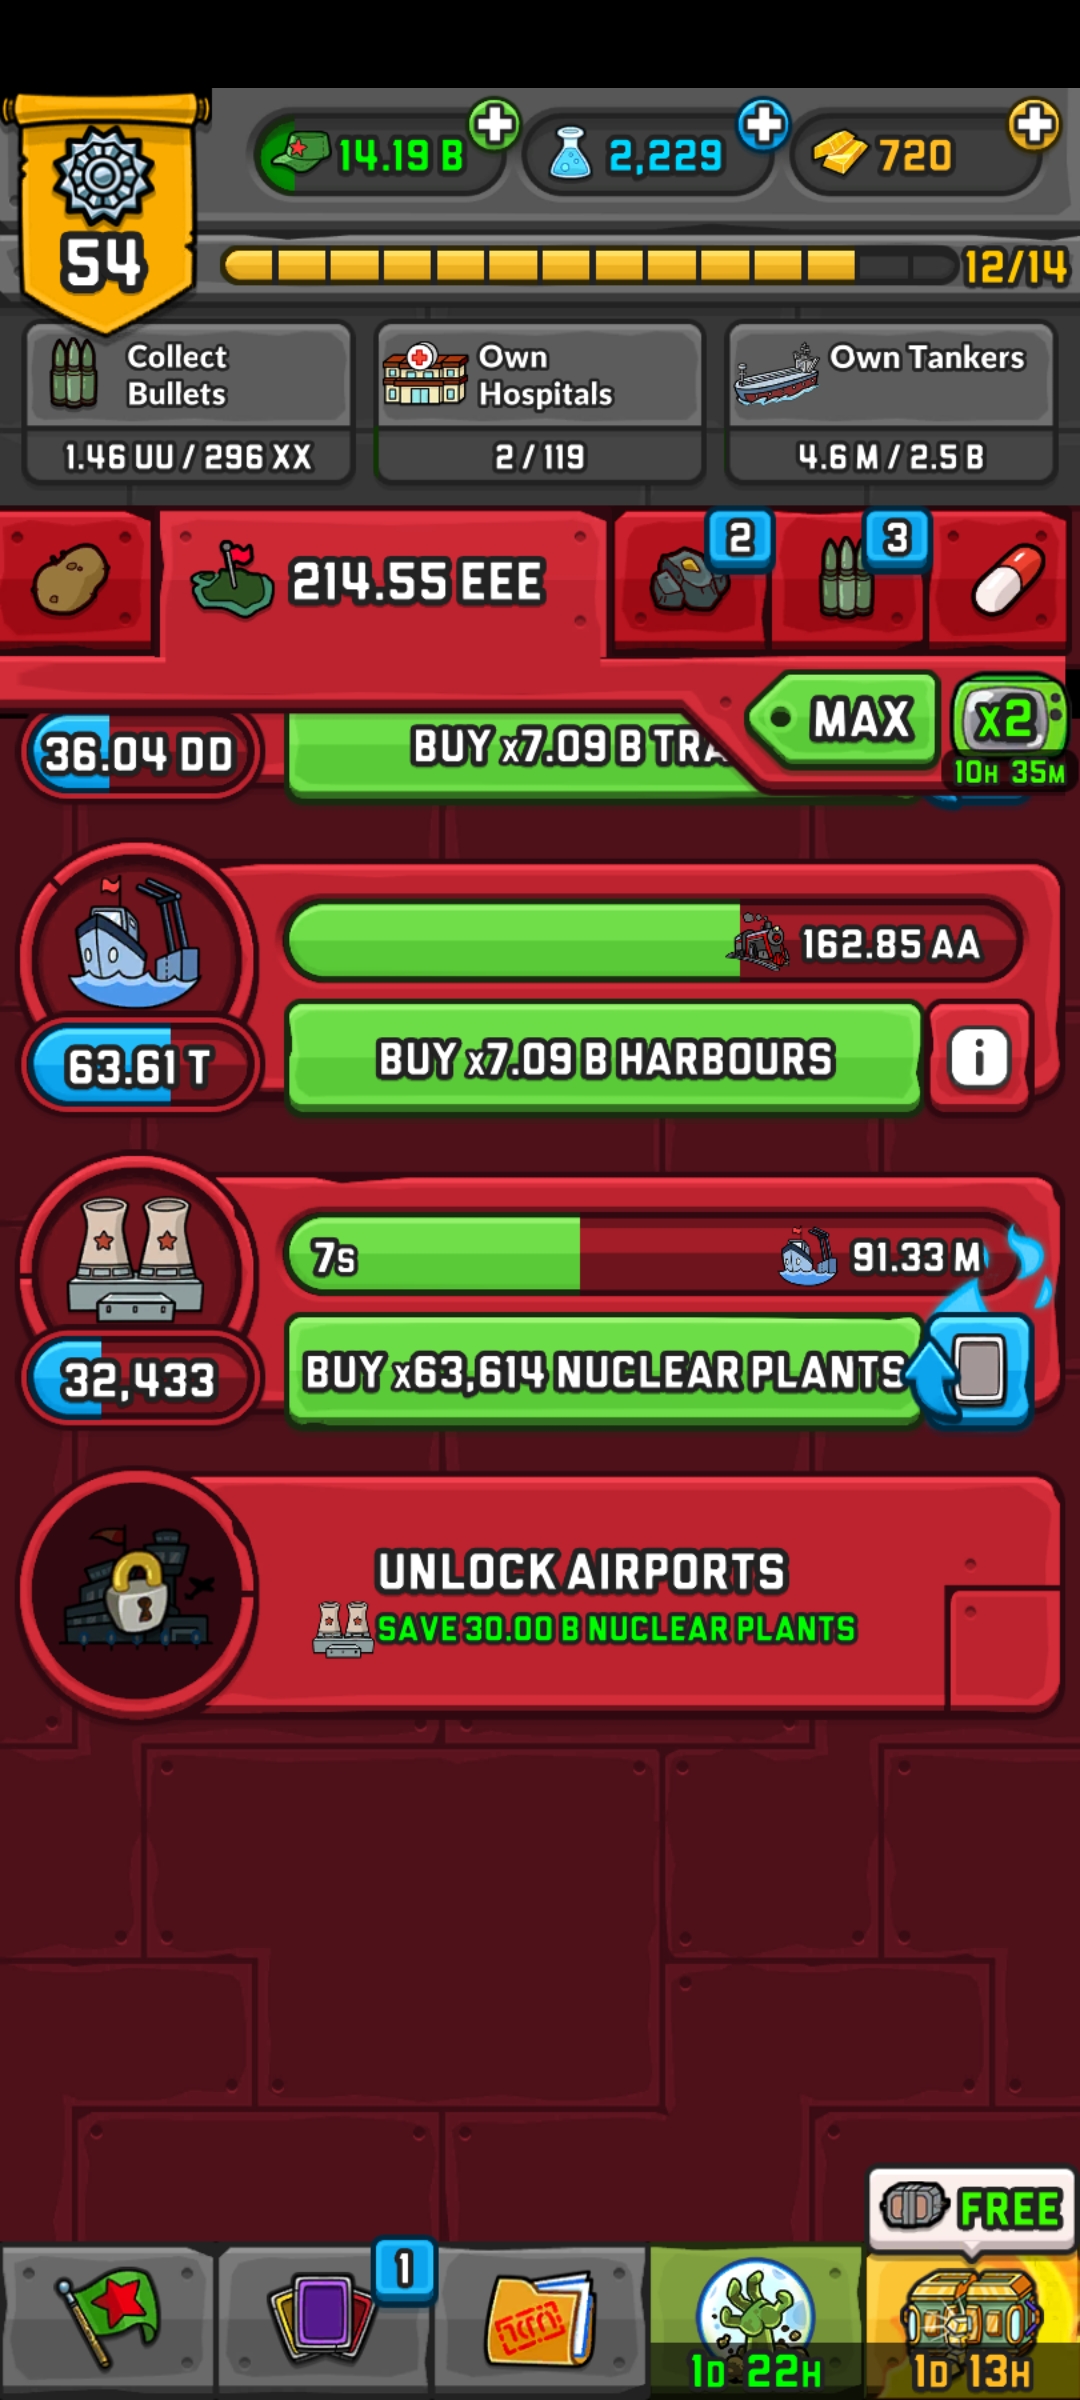 14.19 B
2,229
720
54
12/14
Collect
Bullets
1.46 UU / 296 XX
Own
Hospitals
2 / 119
Own Tankers
4.6 M / 2.5 B
214.55 EEE
2
3
MAX
x2
10H 35M
36.04 DD
BUY x7.09 B TRA
162.85 AA
63.61 T
BUY x7.09 B HARBOURS
i
7s
91.33 M
32,433
BUY x63,614 NUCLEAR PLANTS
UNLOCK AIRPORTS
SAVE 30.00 B NUCLEAR PLANTS
FREE
1
1D 22H
1D 13H